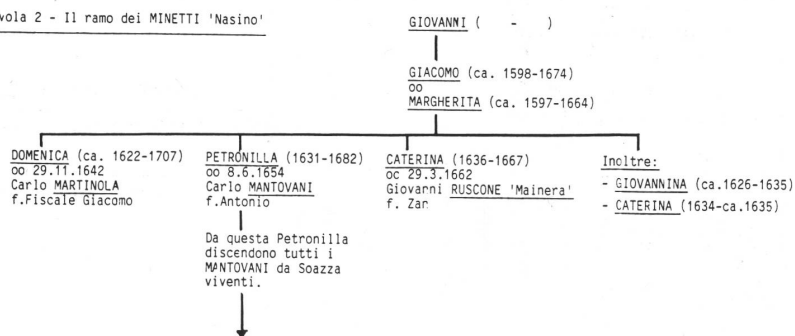 vola 2 - Il ramo dei MINETTI 'Nasino'
GIOVANNI ( - )
GIACOMO (ca. 1598-1674)
oo
MARGHERITA (ca. 1597-1664)
DOMENICA (ca. 1622-1707)
oo 29.11.1642
Carlo MARTINOLA
f.Fiscale Giacomo
PETRONILLA (1631-1682)
oo 8.6.1654
Carlo MANTOVANI
f.Antonio
Da questa Petronilla
discendono tutti i
MANTOVANI da Soazza
viventi.
CATERINA (1636-1667)
oc 29.3.1662
Giovanni RUSCONE 'Mainera'
f. Zan
Inoltre:
- GIOVANNINA (ca.1626-1635)
- CATERINA (1634-ca.1635)